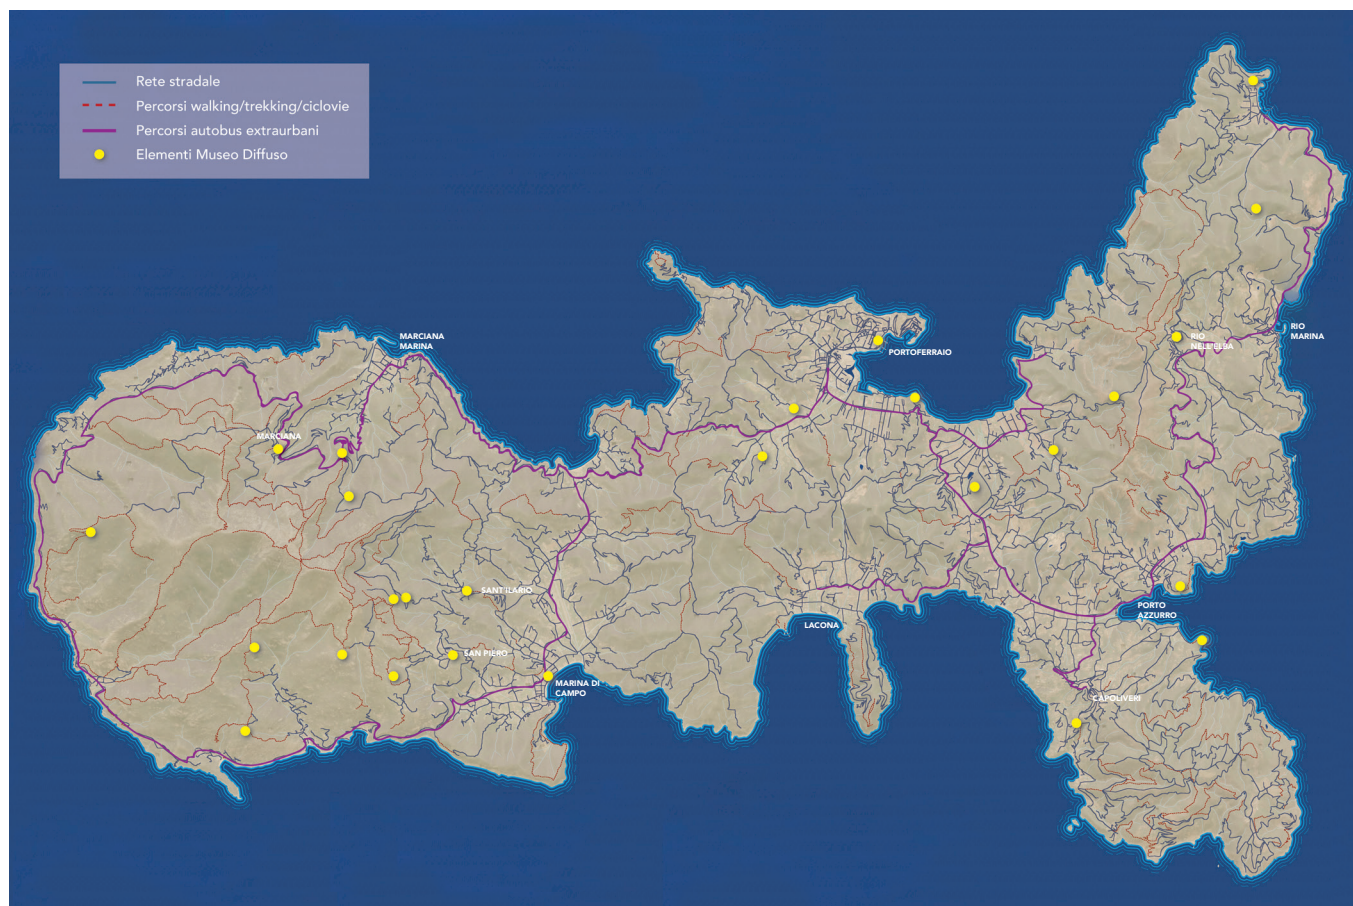 Rete stradale
Percorsi walking/trekking/ciclovie
Percorsi autobus extraurbani
Elementi Museo Diffuso
MARCIANA
MARINA
PORTOFERRAIO
RIO
MARINA
RIO
NELL'ELBA
MARCIANA
SANT'ILARIO
SAN PIERO
MARINA DI
CAMPO
LACONA
PORTO
AZZURRO
CAPOLIVERI